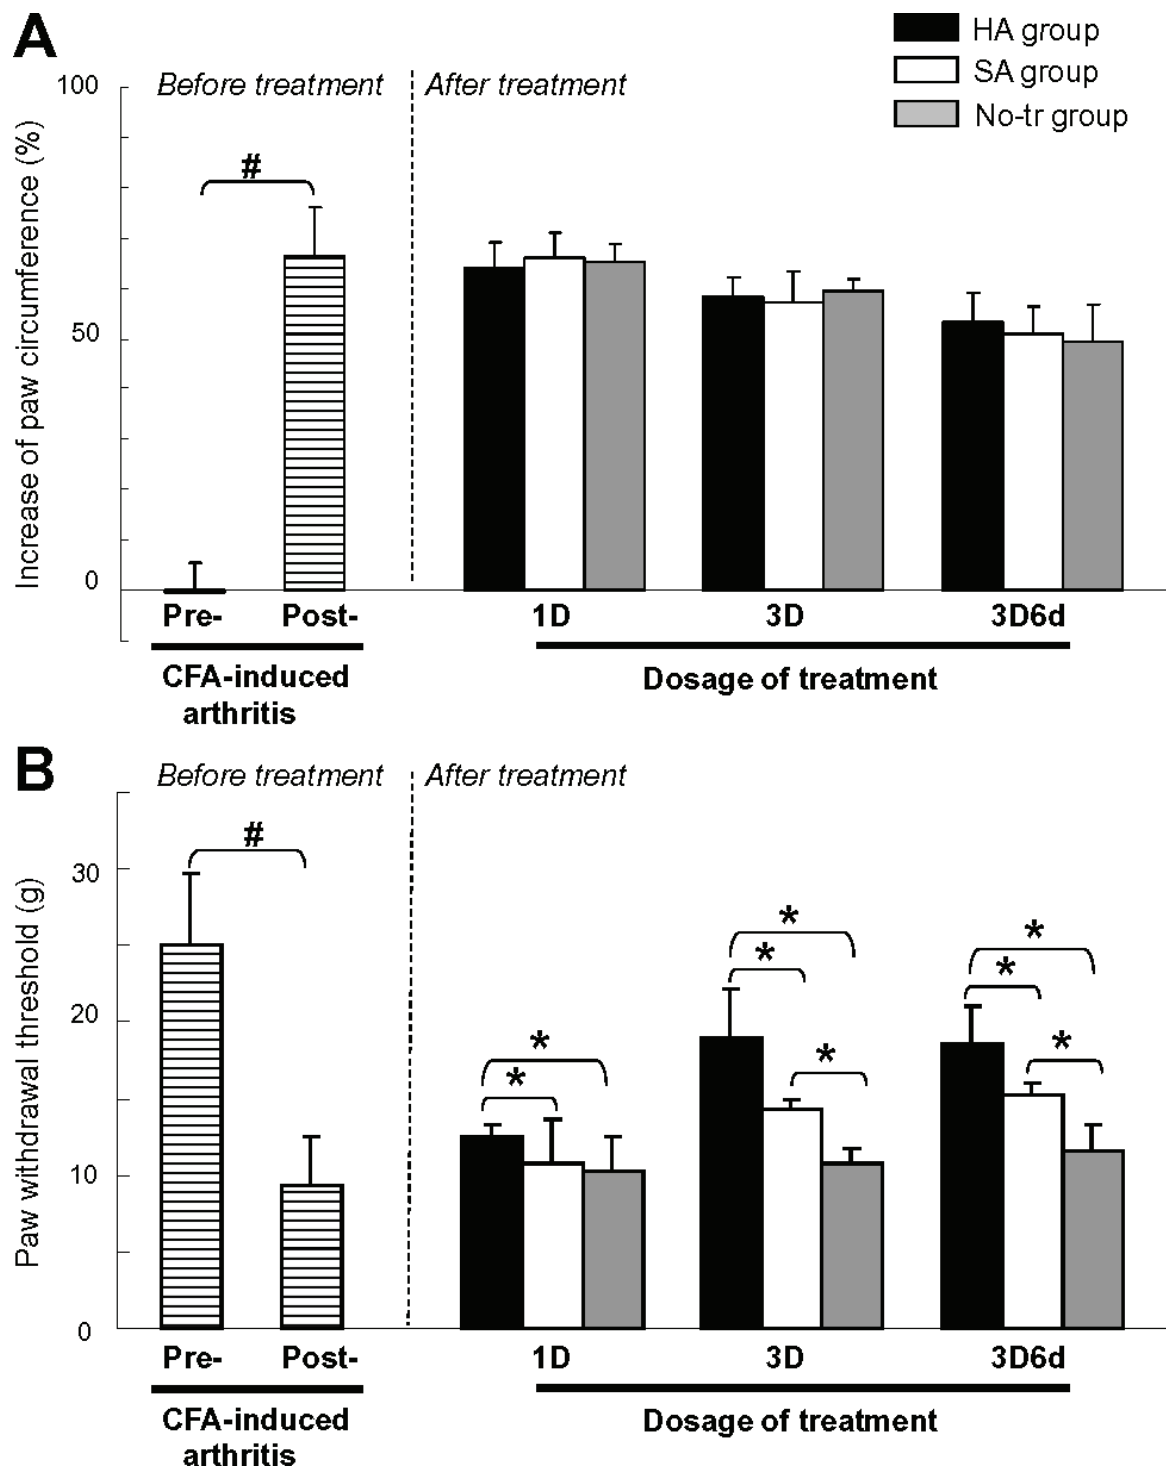 A
HA group
SA group
No-tr group
Before treatment
After treatment
Increase of paw circumference (%)
100
50
0
#
Pre-
Post-
1D
3D
3D6d
CFA-induced
arthritis
Dosage of treatment
B
Before treatment
After treatment
Paw withdrawal threshold (g)
30
20
10
0
#
*
*
*
*
*
*
*
*
Pre-
Post-
1D
3D
3D6d
CFA-induced
arthritis
Dosage of treatment